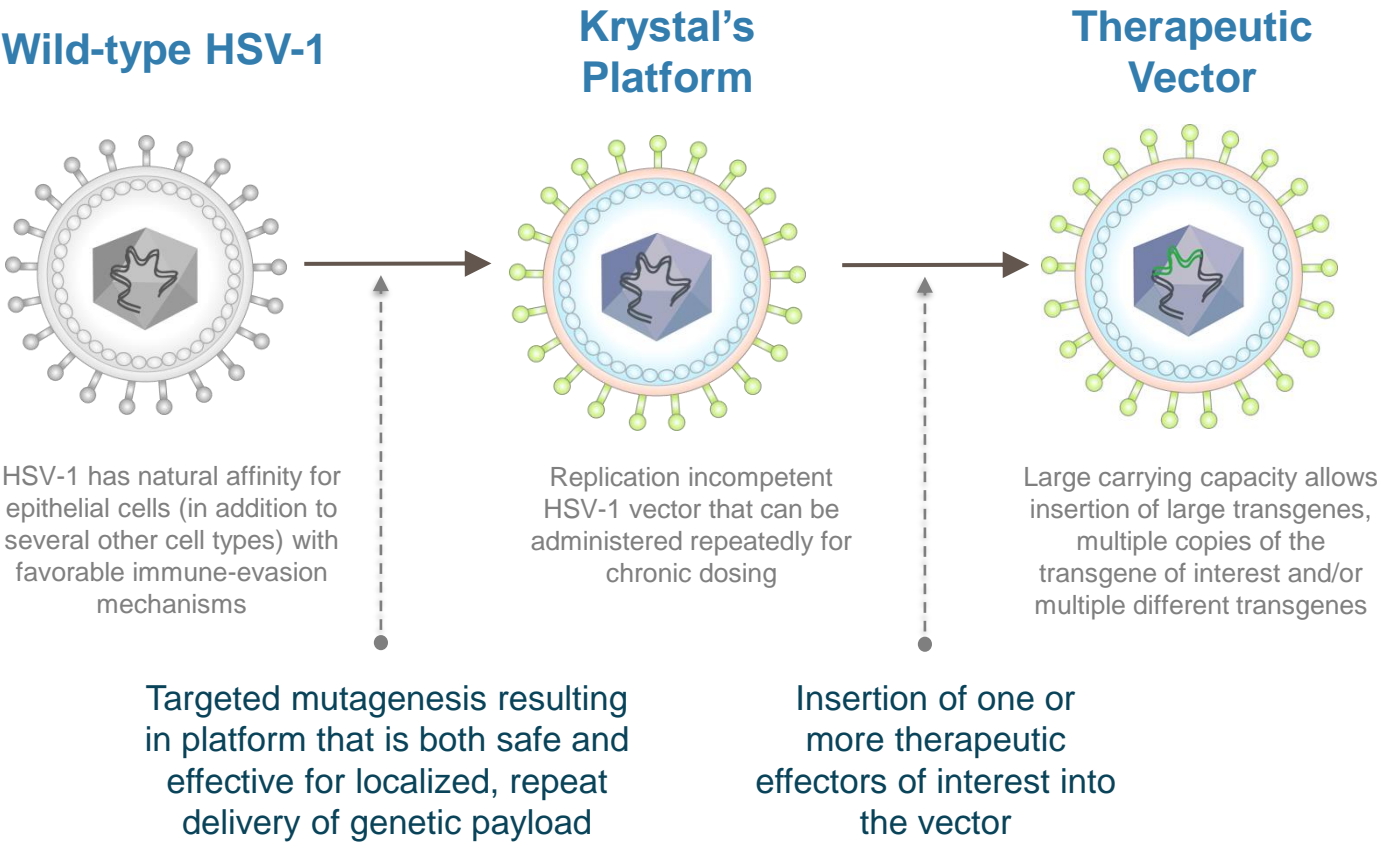 Wild-type HSV-1
Krystal's
Platform
Therapeutic
Vector
HSV-1 has natural affinity for
epithelial cells (in addition to
several other cell types) with
favorable immune-evasion
mechanisms
Replication incompetent
HSV-1 vector that can be
administered repeatedly for
chronic dosing
Large carrying capacity allows
insertion of large transgenes,
multiple copies of the
transgene of interest and/or
multiple different transgenes
Targeted mutagenesis resulting
in platform that is both safe and
effective for localized, repeat
delivery of genetic payload
Insertion of one or
more therapeutic
effectors of interest into
the vector